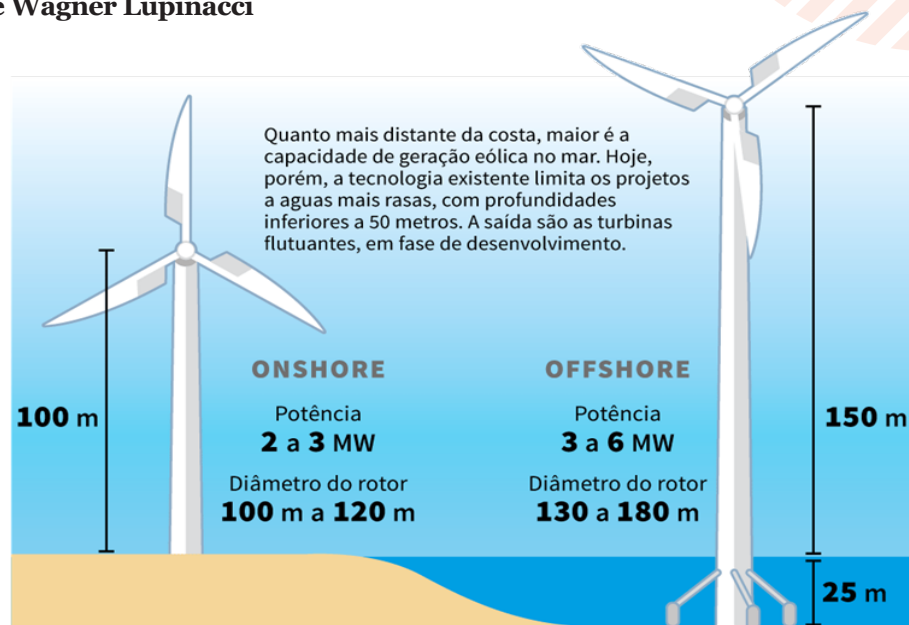 e Wagner Lupinacci
Quanto mais distante da costa, maior é a
capacidade de geração eólica no mar. Hoje,
porém, a tecnologia existente limita os projetos
a aguas mais rasas, com profundidades
inferiores a 50 metros. A saída são as turbinas
flutuantes, em fase de desenvolvimento.
ONSHORE
Potência
2 a 3 MW
Diâmetro do rotor
100 m a 120 m
100 m
OFFSHORE
Potência
3 a 6 MW
Diâmetro do rotor
130 a 180 m
150 m
25 m